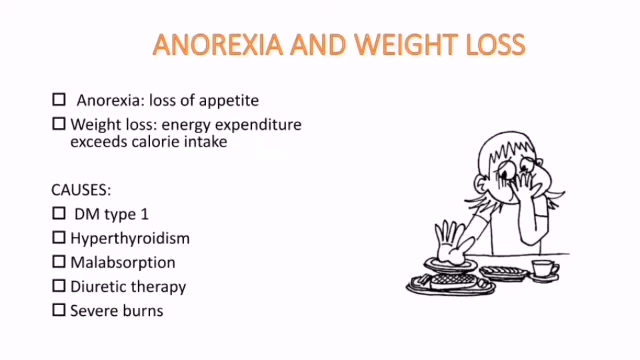 ANOREXIA AND WEIGHT LOSS
Anorexia: loss of appetite
Weight loss: energy expenditure
exceeds calorie intake
CAUSES:
DM type 1
Hyperthyroidism
Malabsorption
Diuretic therapy
Severe burns